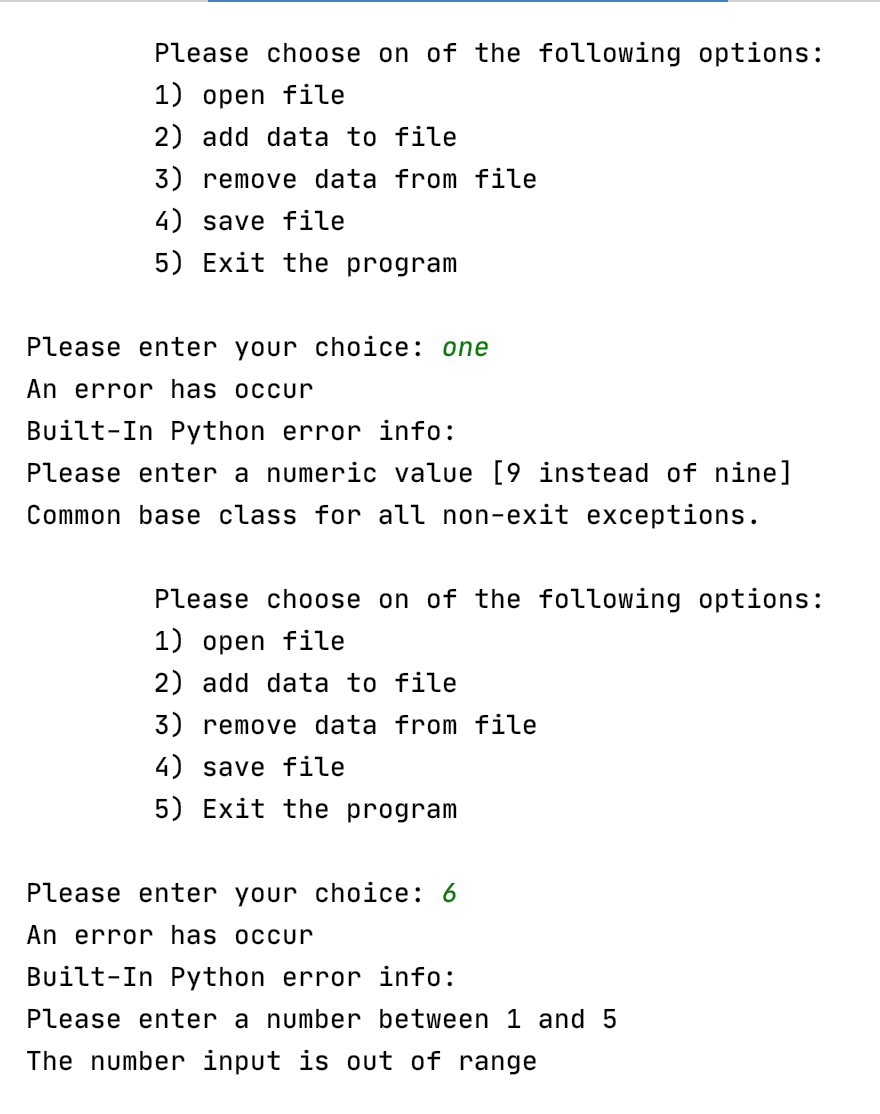 Please choose on of the following options:
1) open file
2) add data to file
3) remove data from file
4) save file
5) Exit the program
Please enter your choice: one
An error has occur
Built-In Python error info:
Please enter a numeric value [9 instead of nine]
Common base class for all non-exit exceptions.
Please choose on of the following options:
1) open file
2) add data to file
3) remove data from file
4) save file
5) Exit the program
Please enter your choice: 6
An error has occur
Built-In Python error info:
Please enter a number between 1 and 5
The number input is out of range